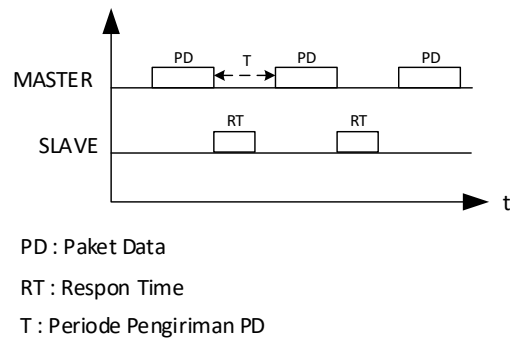 PD T PD PD
MASTER
RT RT
SLAVE
t
PD : Paket Data
RT : Respon Time
T : Periode Pengiriman PD